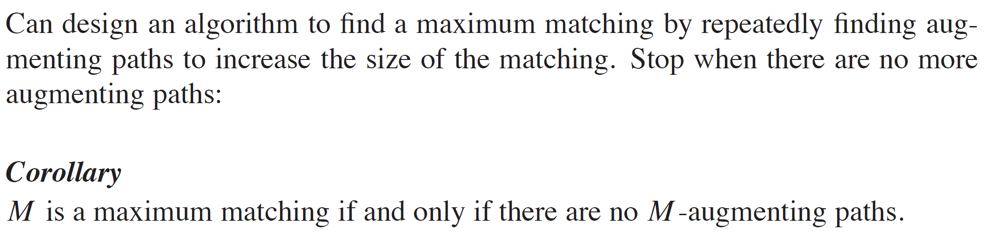 Can design an algorithm to find a maximum matching by repeatedly finding aug-
menting paths to increase the size of the matching. Stop when there are no more
augmenting paths:
Corollary
M is a maximum matching if and only if there are no M-augmenting paths.